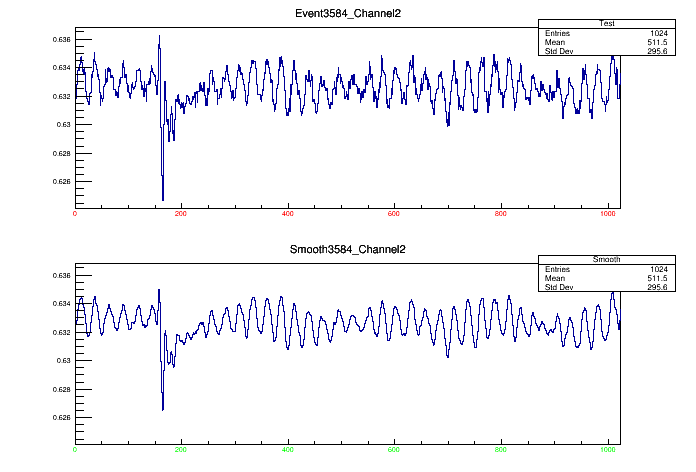 Event3584_Channel2
Test
Entries 1024
Mean 511.5
Std Dev 295.6
0.636
0.634
0.632
0.63
0.628
0.626
0 200 400 600 800 1000
Smooth3584_Channel2
Smooth
Entries 1024
Mean 511.5
Std Dev 295.6
0.636
0.634
0.632
0.63
0.628
0.626
0 200 400 600 800 1000